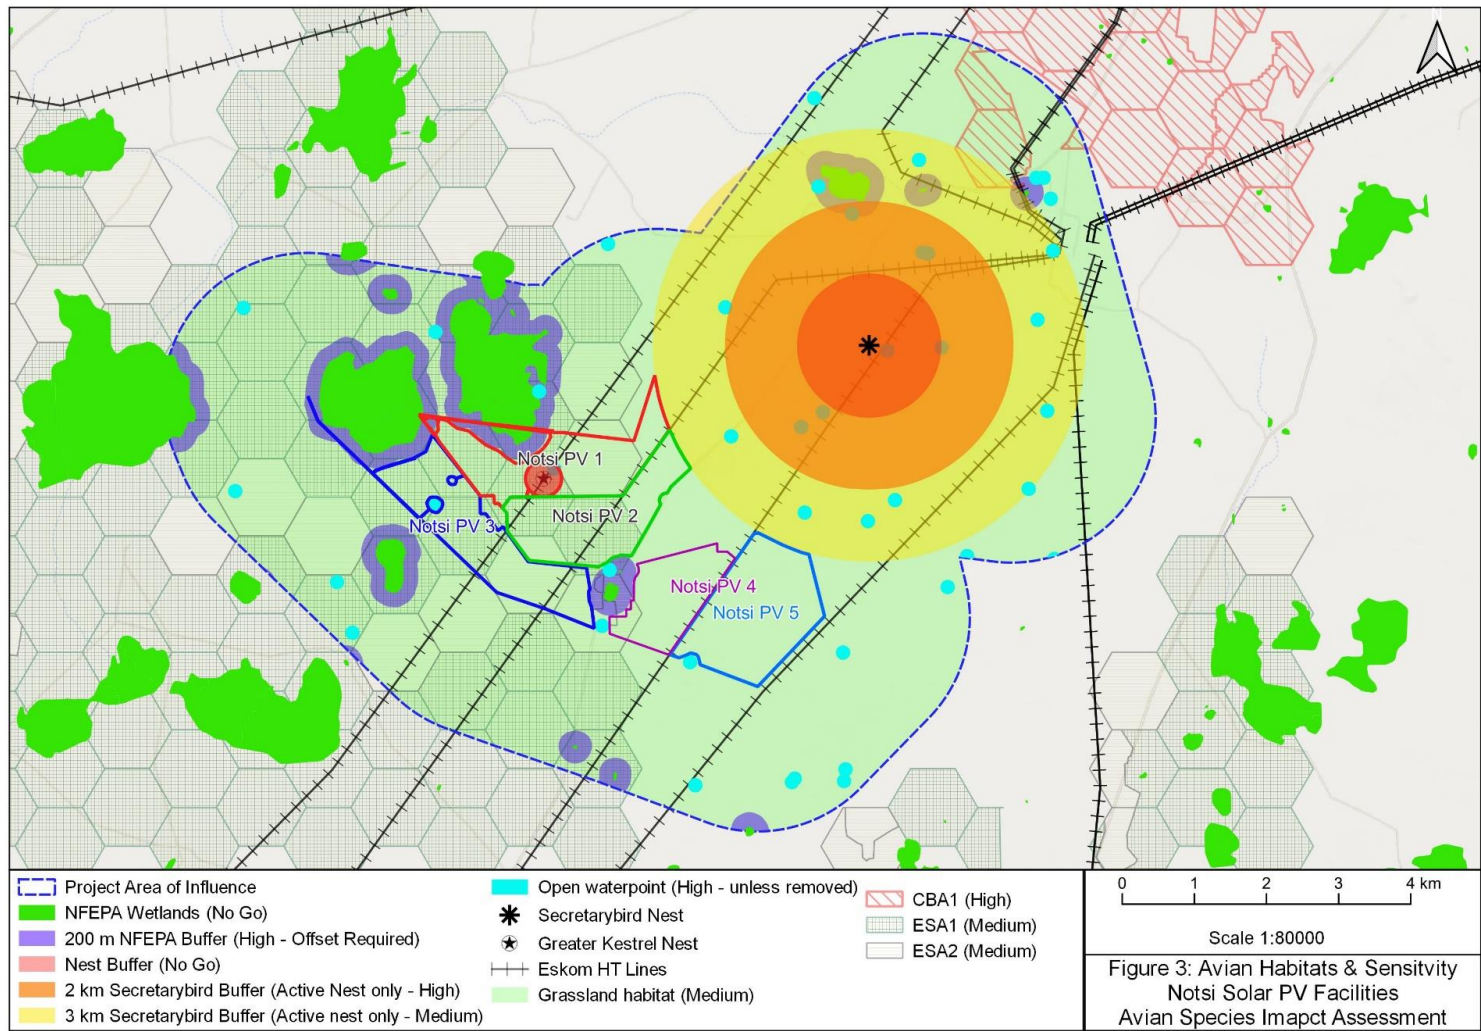 Notsi PV 1
Notsi PV 2
Notsi PV 3
Notsi PV 4
Notsi PV 5
Project Area of Influence
NFEPA Wetlands (No Go)
200 m NFEPA Buffer (High - Offset Required)
Nest Buffer (No Go)
2 km Secretarybird Buffer (Active Nest only - High)
3 km Secretarybird Buffer (Active nest only - Medium)
Open waterpoint (High - unless removed)
Secretarybird Nest
Greater Kestrel Nest
Eskom HT Lines
Grassland habitat (Medium)
CBA1 (High)
ESA1 (Medium)
ESA2 (Medium)
0 1 2 3 4 km
Scale 1:80000
Figure 3: Avian Habitats & Sensitvity
Notsi Solar PV Facilities
Avian Species Imapct Assessment